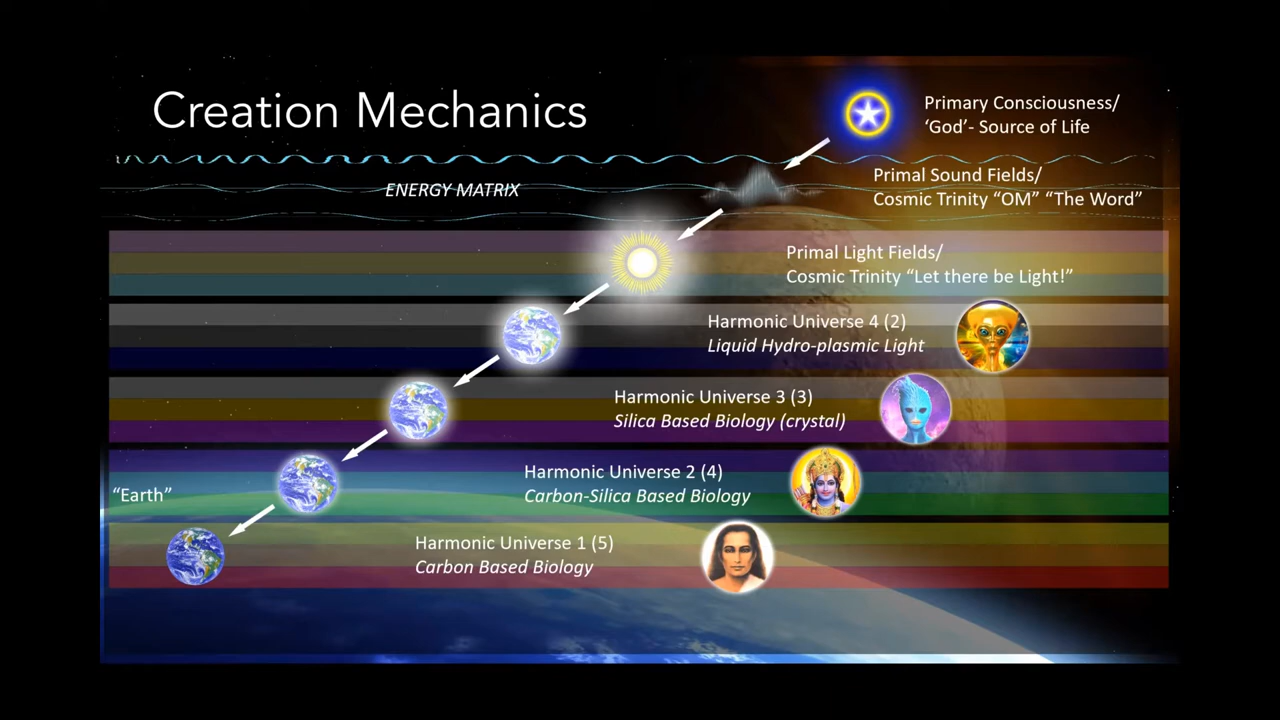 Creation Mechanics
Primary Consciousness/
‘God’- Source of Life
ENERGY MATRIX
Primal Sound Fields/
Cosmic Trinity “OM” “The Word”
Primal Light Fields/
Cosmic Trinity “Let there be Light!”
Harmonic Universe 4 (2)
Liquid Hydro-plasmic Light
Harmonic Universe 3 (3)
Silica Based Biology (crystal)
Harmonic Universe 2 (4)
Carbon-Silica Based Biology
“Earth”
Harmonic Universe 1 (5)
Carbon Based Biology